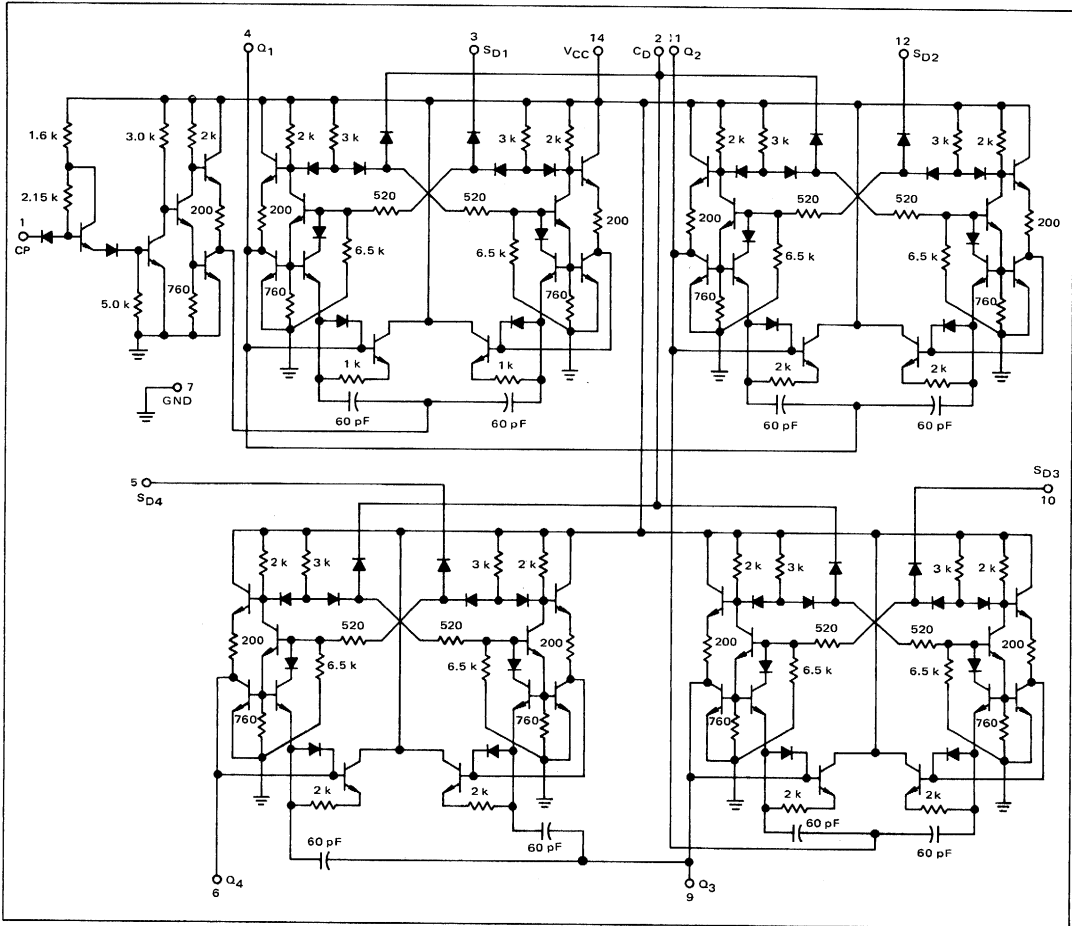 4 Q1
3 SD1
14 VCC
2 CD
11 Q2
12 SD2
1.6 k
3.0 k
2 k
2 k
3 k
3 k
2 k
2 k
3 k
3 k
2 k
2.15 k
200
200
520
520
200
200
520
520
200
1
CP
6.5 k
6.5 k
6.5 k
6.5 k
5.0 k
760
760
760
760
760
1 k
1 k
2 k
2 k
7
GND
60 pF
60 pF
60 pF
60 pF
5
SD4
SD3
10
2 k
3 k
3 k
2 k
2 k
3 k
3 k
2 k
200
520
520
200
200
520
520
200
6.5 k
6.5 k
6.5 k
6.5 k
760
760
760
760
2 k
2 k
2 k
2 k
60 pF
60 pF
60 pF
60 pF
Q4
6
Q3
9